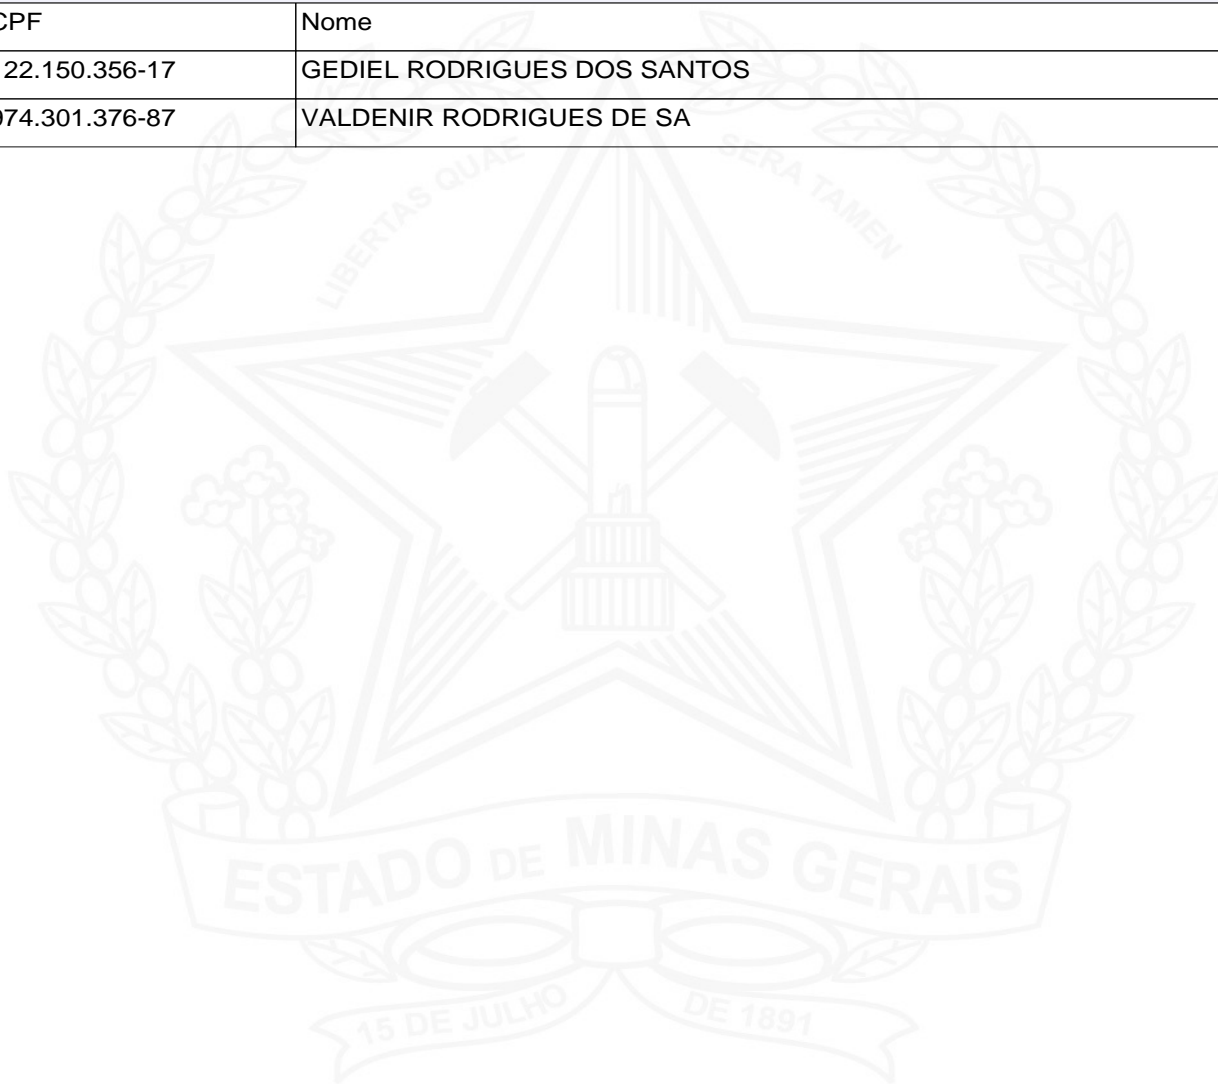 CPF Nome
22.150.356-17 GEDIEL RODRIGUES DOS SANTOS
974.301.376-87 VALDENIR RODRIGUES DE SA
LIBERTAS QUAE SERA TAMEN
ESTADO DE MINAS GERAIS
15 DE JULHO DE 1891